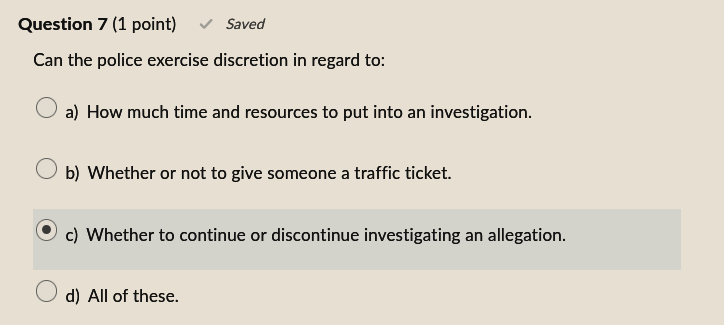 Question 7 (1 point) Saved
Can the police exercise discretion in regard to:
a) How much time and resources to put into an investigation.
b) Whether or not to give someone a traffic ticket.
c) Whether to continue or discontinue investigating an allegation.
d) All of these.